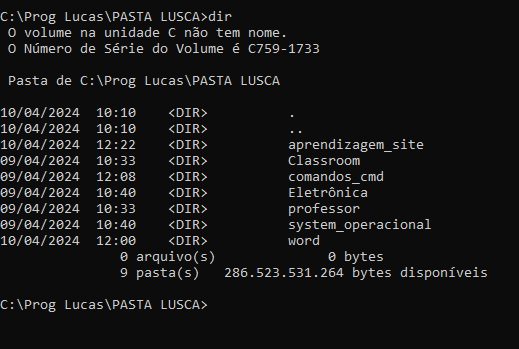 C:\Prog Lucas\PASTA LUSCA>dir
 O volume na unidade C não tem nome.
 O Número de Série do Volume é C759-1733

 Pasta de C:\Prog Lucas\PASTA LUSCA

10/04/2024  10:10    <DIR>          .
10/04/2024  10:10    <DIR>          ..
10/04/2024  12:22    <DIR>          aprendizagem_site
09/04/2024  10:33    <DIR>          Classroom
09/04/2024  12:08    <DIR>          comandos_cmd
09/04/2024  10:40    <DIR>          Eletrônica
09/04/2024  10:33    <DIR>          professor
09/04/2024  10:40    <DIR>          system_operacional
10/04/2024  12:00    <DIR>          word
               0 arquivo(s)              0 bytes
               9 pasta(s)   286.523.531.264 bytes disponíveis

C:\Prog Lucas\PASTA LUSCA>